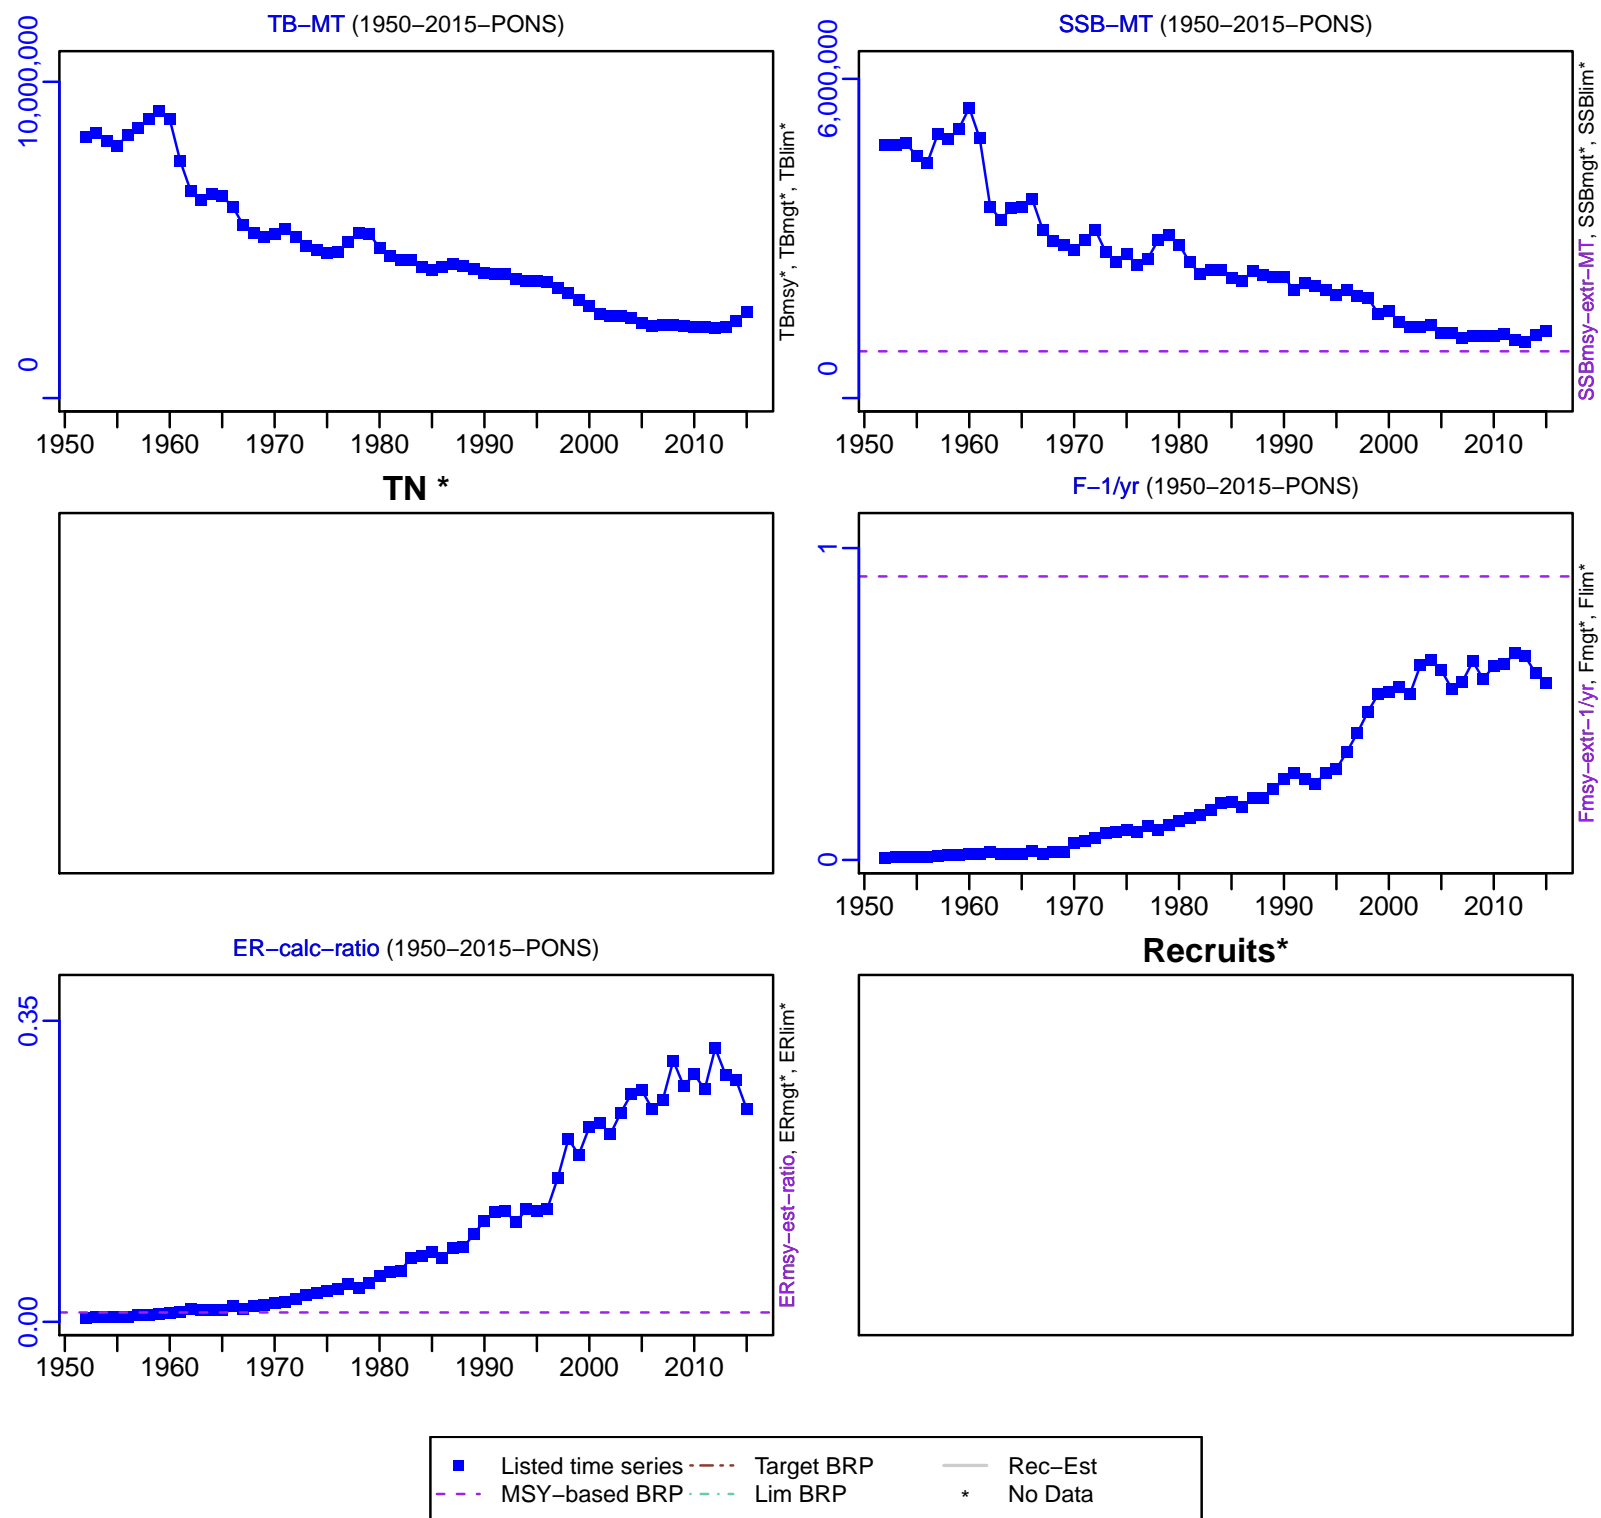 TB−MT (1950−2015−PONS)
0
10,000,000
1950 1960 1970 1980 1990 2000 2010
TBmsy*, TBmgt*, TBlim*
SSB−MT (1950−2015−PONS)
0
6,000,000
1950 1960 1970 1980 1990 2000 2010
SSBmsy−extr−MT, SSBmgt*, SSBlim*
TN *
F−1/yr (1950−2015−PONS)
0
1
1950 1960 1970 1980 1990 2000 2010
Fmsy−extr−1/yr, Fmgt*, Flim*
ER−calc−ratio (1950−2015−PONS)
0.00
0.35
1950 1960 1970 1980 1990 2000 2010
ERmsy−est−ratio, ERmgt*, ERlim*
Recruits*
Listed time series Target BRP Rec−Est
MSY−based BRP Lim BRP * No Data